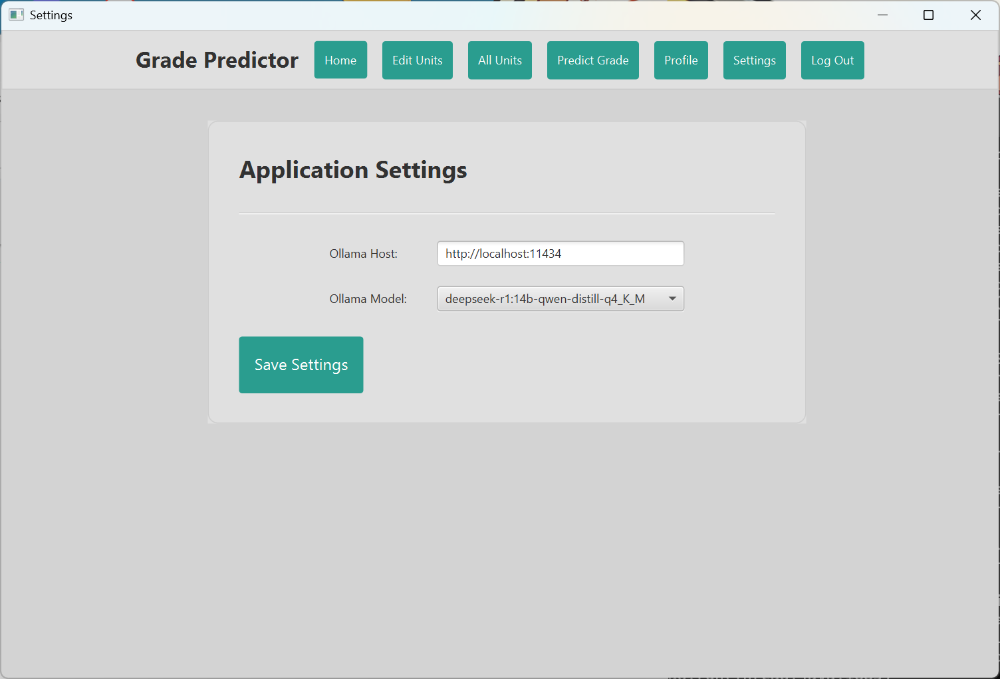 Settings
Grade Predictor Home Edit Units All Units Predict Grade Profile Settings Log Out
Application Settings
Ollama Host: http://localhost:11434
Ollama Model: deepseek-r1:14b-qwen-distill-q4_K_M
Save Settings